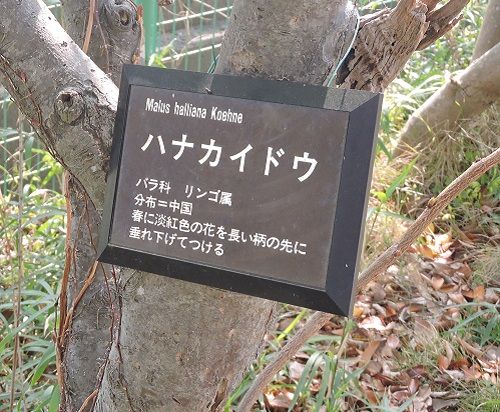 Malus halliana Koehne
ハナカイドウ
バラ科　リンゴ属
分布＝中国
春に淡紅色の花を長い柄の先に
垂れ下げてつける